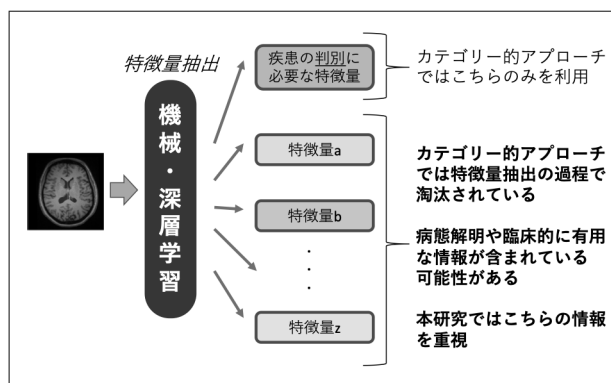 特徴量抽出
機械・深層学習
疾患の判別に
必要な特徴量
カテゴリー的アプローチ
ではこちらのみを利用
特徴量a
特徴量b
・
・
・
特徴量z
カテゴリー的アプローチ
では特徴量抽出の過程で
淘汰されている
病態解明や臨床的に有用
な情報が含まれている
可能性がある
本研究ではこちらの情報
を重視